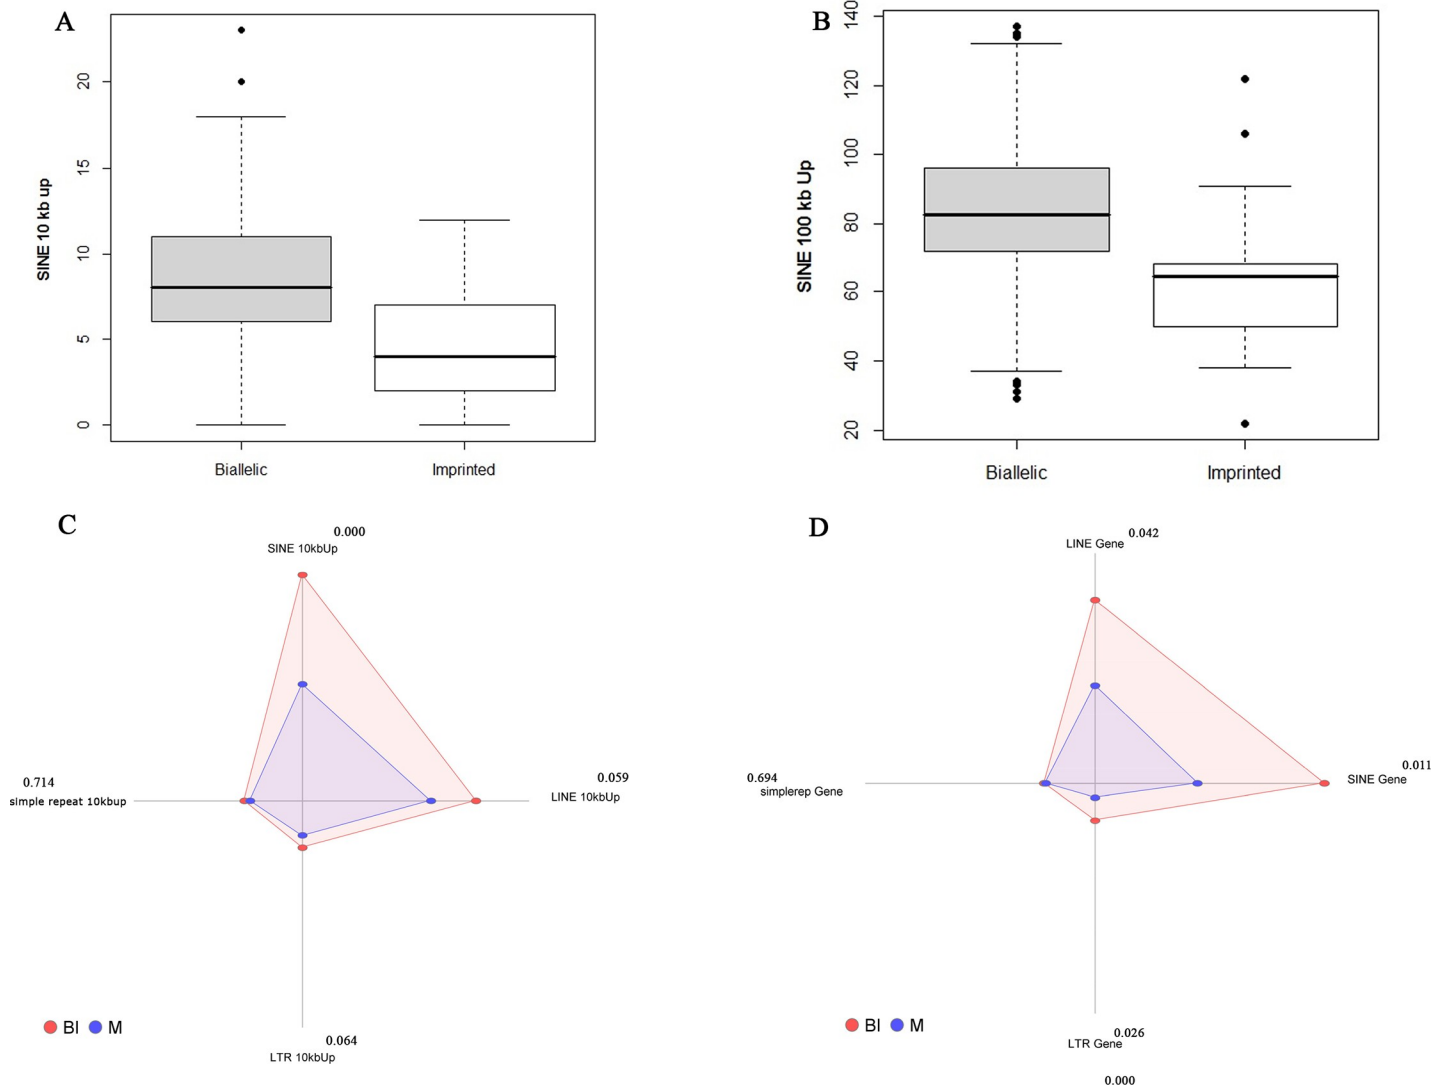 A
SINE 10 kb up
20
15
10
5
0
Biallelic
Imprinted
B
SINE 100 kb Up
140
120
100
80
60
40
20
Biallelic
Imprinted
C
0.000
SINE 10kbUp
0.714
simple repeat 10kbup
0.059
LINE 10kbUp
BI
M
0.064
LTR 10kbUp
D
0.042
LINE Gene
0.694
simplerep Gene
0.011
SINE Gene
BI
M
0.026
LTR Gene
0.000